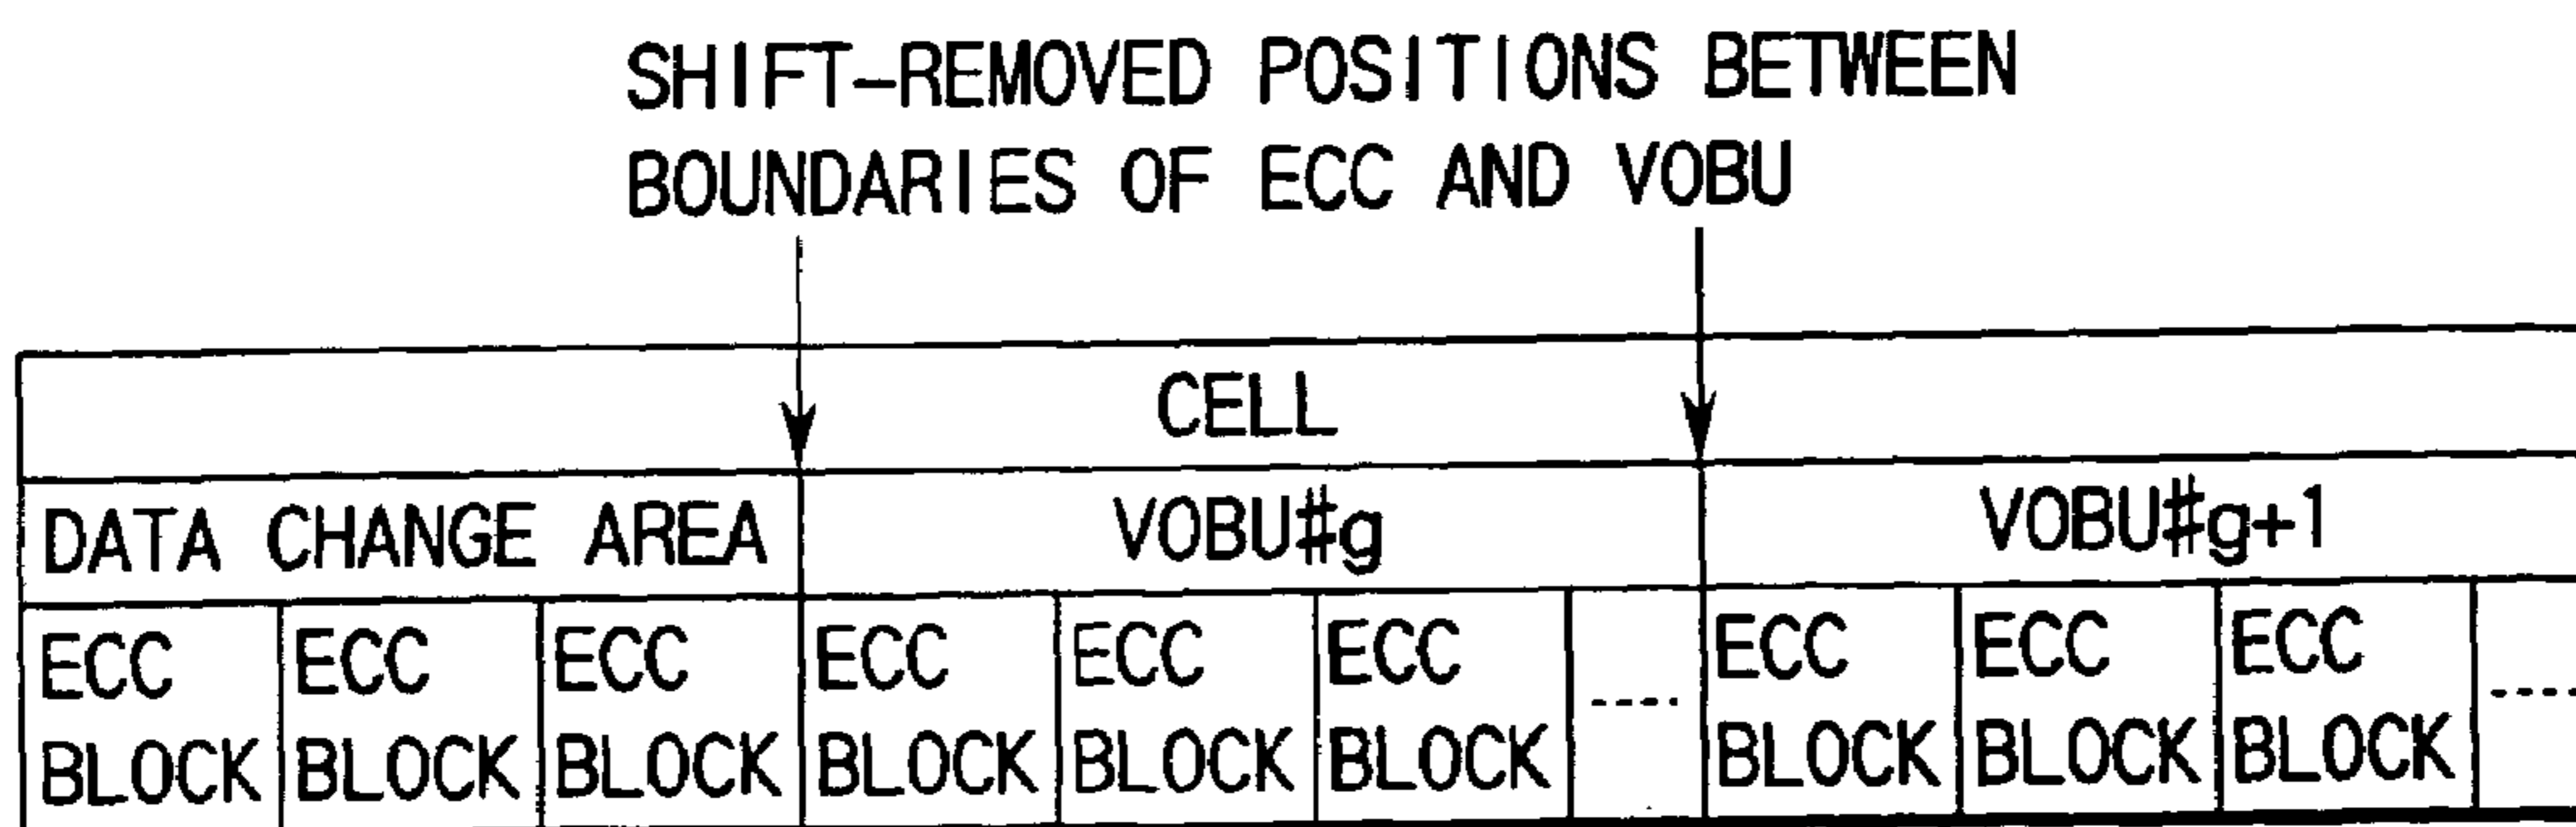 SHIFT-REMOVED POSITIONS BETWEEN
BOUNDARIES OF ECC AND VOBU
CELL
DATA CHANGE AREA VOBU#g VOBU#g+1
ECC ECC ECC ECC ECC ECC ECC ECC ECC
BLOCK BLOCK BLOCK BLOCK BLOCK BLOCK ---- BLOCK BLOCK BLOCK ----